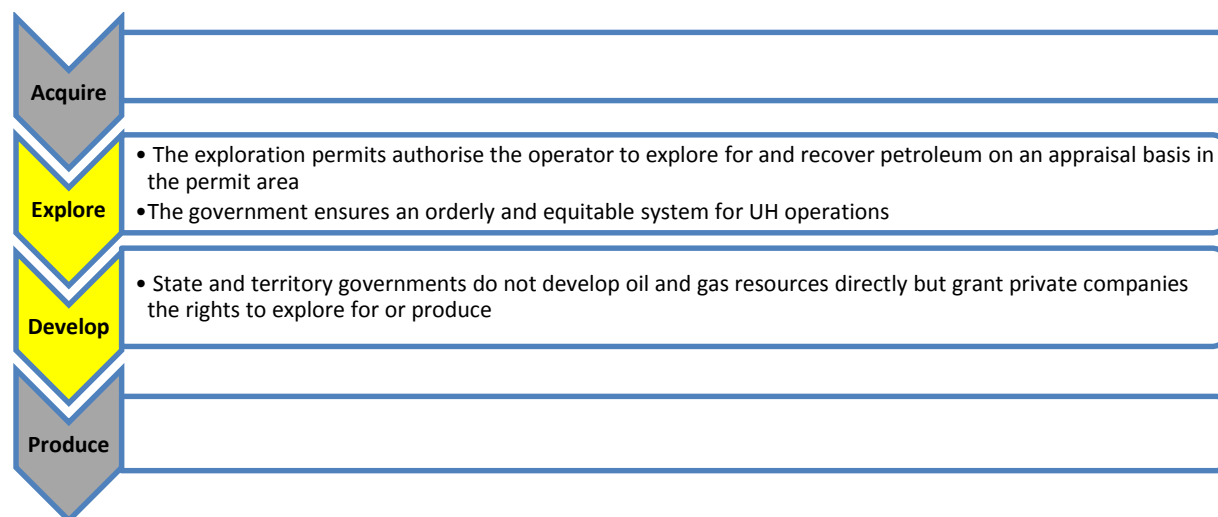 Acquire
• The exploration permits authorise the operator to explore for and recover petroleum on an appraisal basis in
the permit area
•The government ensures an orderly and equitable system for UH operations
Explore
• State and territory governments do not develop oil and gas resources directly but grant private companies
the rights to explore for or produce
Develop
Produce